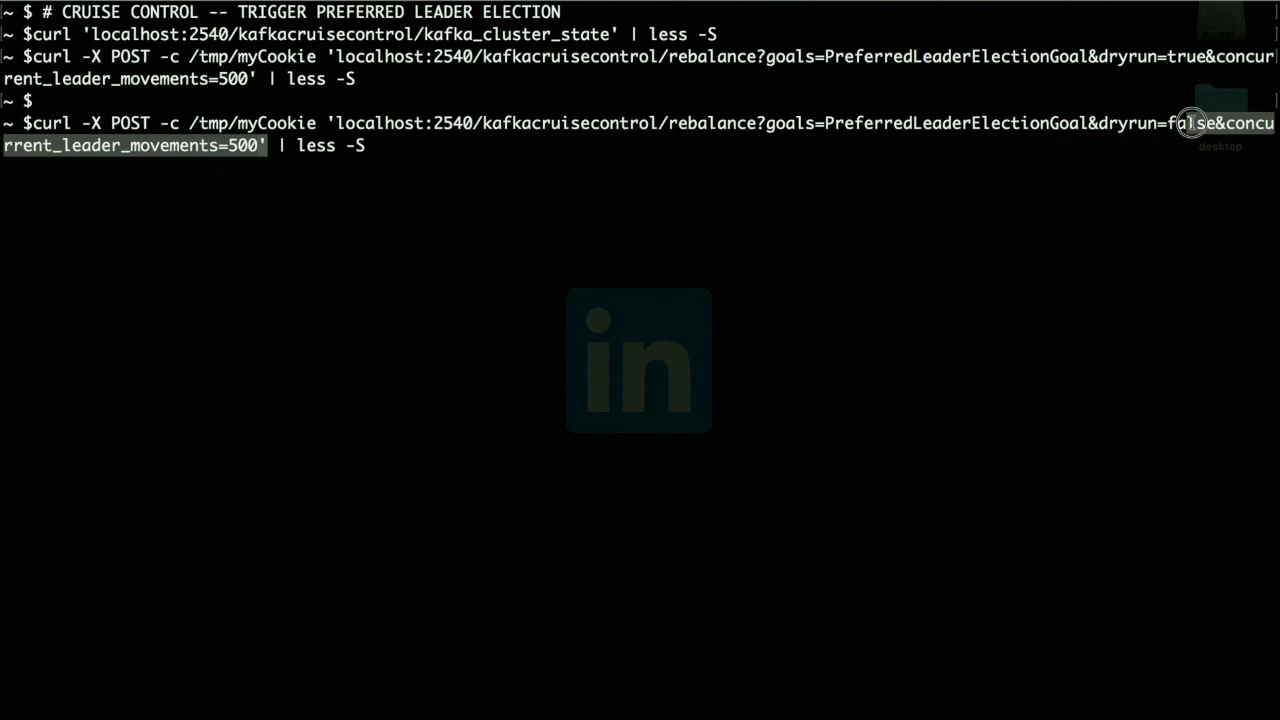 ~ $ # CRUISE CONTROL -- TRIGGER PREFERRED LEADER ELECTION
~ $curl 'localhost:2540/kafkacruisecontrol/kafka_cluster_state' | less -S
~ $curl -X POST -c /tmp/myCookie 'localhost:2540/kafkacruisecontrol/rebalance?goals=PreferredLeaderElectionGoal&dryrun=true&concur
rent_leader_movements=500' | less -S
~ $
~ $curl -X POST -c /tmp/myCookie 'localhost:2540/kafkacruisecontrol/rebalance?goals=PreferredLeaderElectionGoal&dryrun=false&concu
rrent_leader_movements=500' | less -S
desktop
in